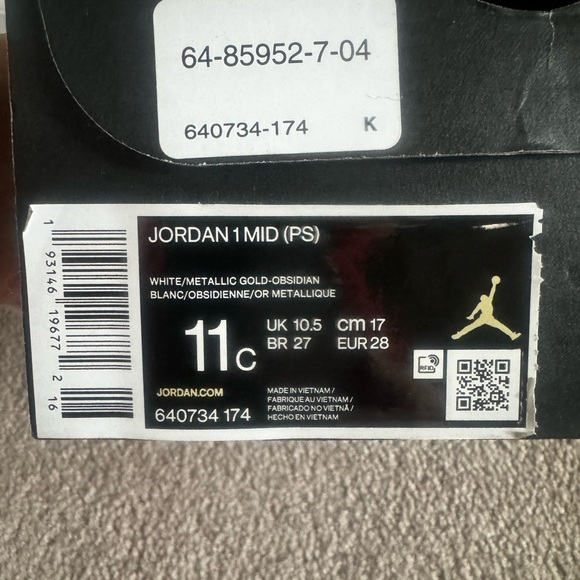 64-85952-7-04
640734-174 K
JORDAN 1 MID (PS)
WHITE/METALLIC GOLD-OBSIDIAN
BLANC/OBSIDIENNE/OR METALLIQUE
11C
UK 10.5 cm 17
BR 27 EUR 28
RFID
JORDAN.COM
640734 174
MADE IN VIETNAM /
FABRIQUE AU VIETNAM /
FABRICADO NO VIETNÃ /
HECHO EN VIETNAM
1 93146 19677 2 16